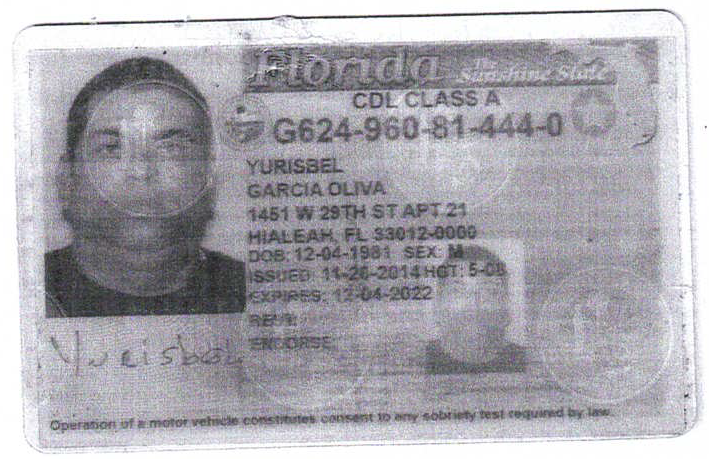 Florida The Sunshine State
CDL CLASS A
G624-960-81-444-0
YURISBEL
GARCIA OLIVA
1451 W 29TH ST APT 21
HIALEAH, FL 33012-0000
DOB: 12-04-1981 SEX: M
ISSUED: 11-26-2014 HGT: 5-08
EXPIRES: 12-04-2022
REST:
ENDORSE:
Yurisbel
Operation of a motor vehicle constitutes consent to any sobriety test required by law.